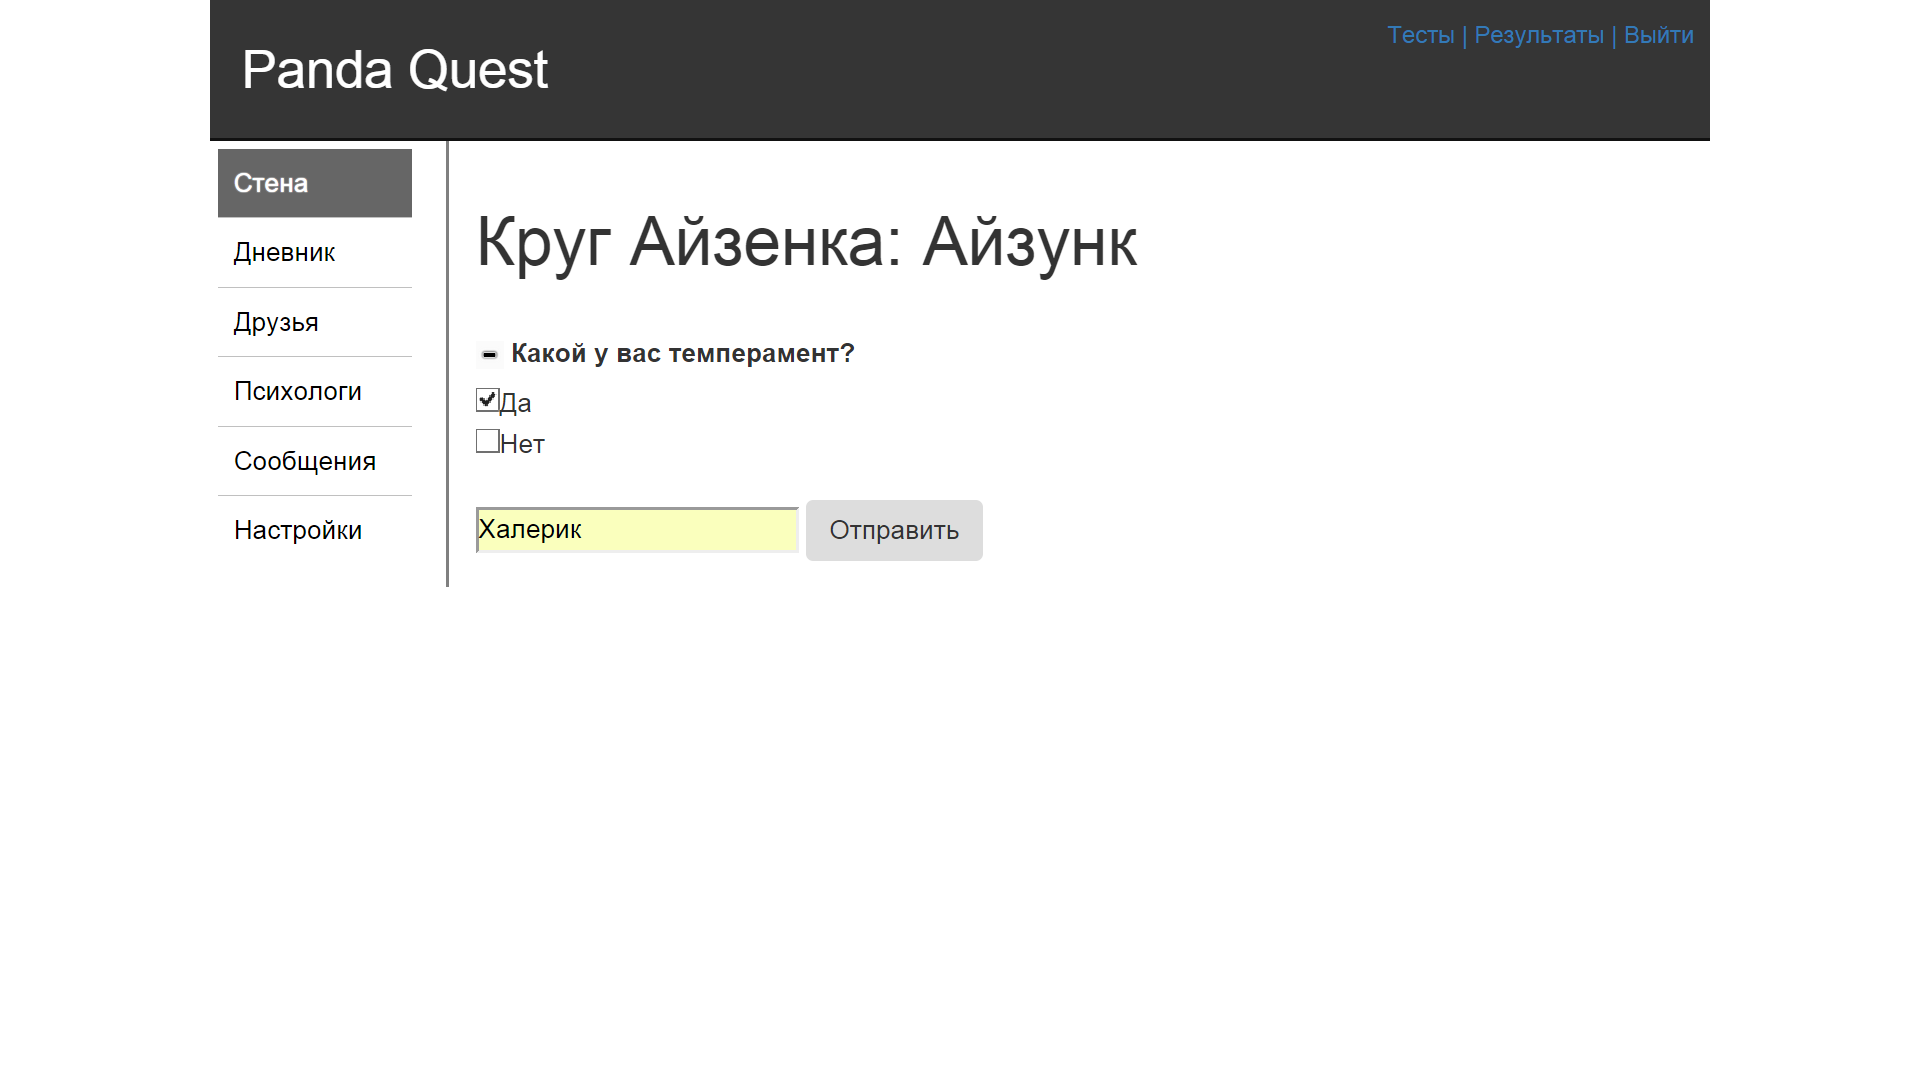 Panda Quest
Тесты | Результаты | Выйти
Стена
Дневник
Друзья
Психологи
Сообщения
Настройки
Круг Айзенка: Айзунк
Какой у вас темперамент?
Да
Нет
Халерик
Отправить